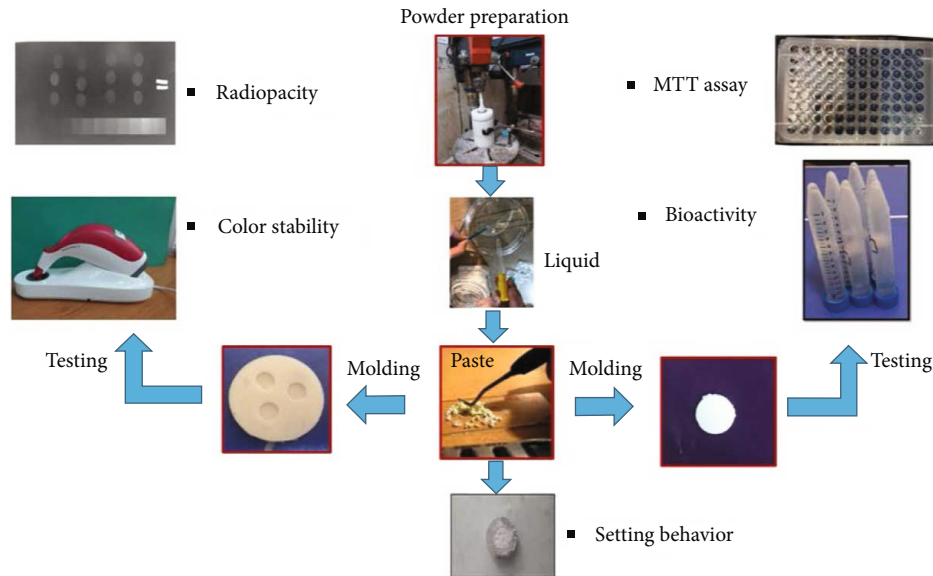 Powder preparation
▪ Radiopacity
▪ MTT assay
▪ Color stability
▪ Bioactivity
Liquid
Testing
Molding
Paste
Molding
Testing
▪ Setting behavior